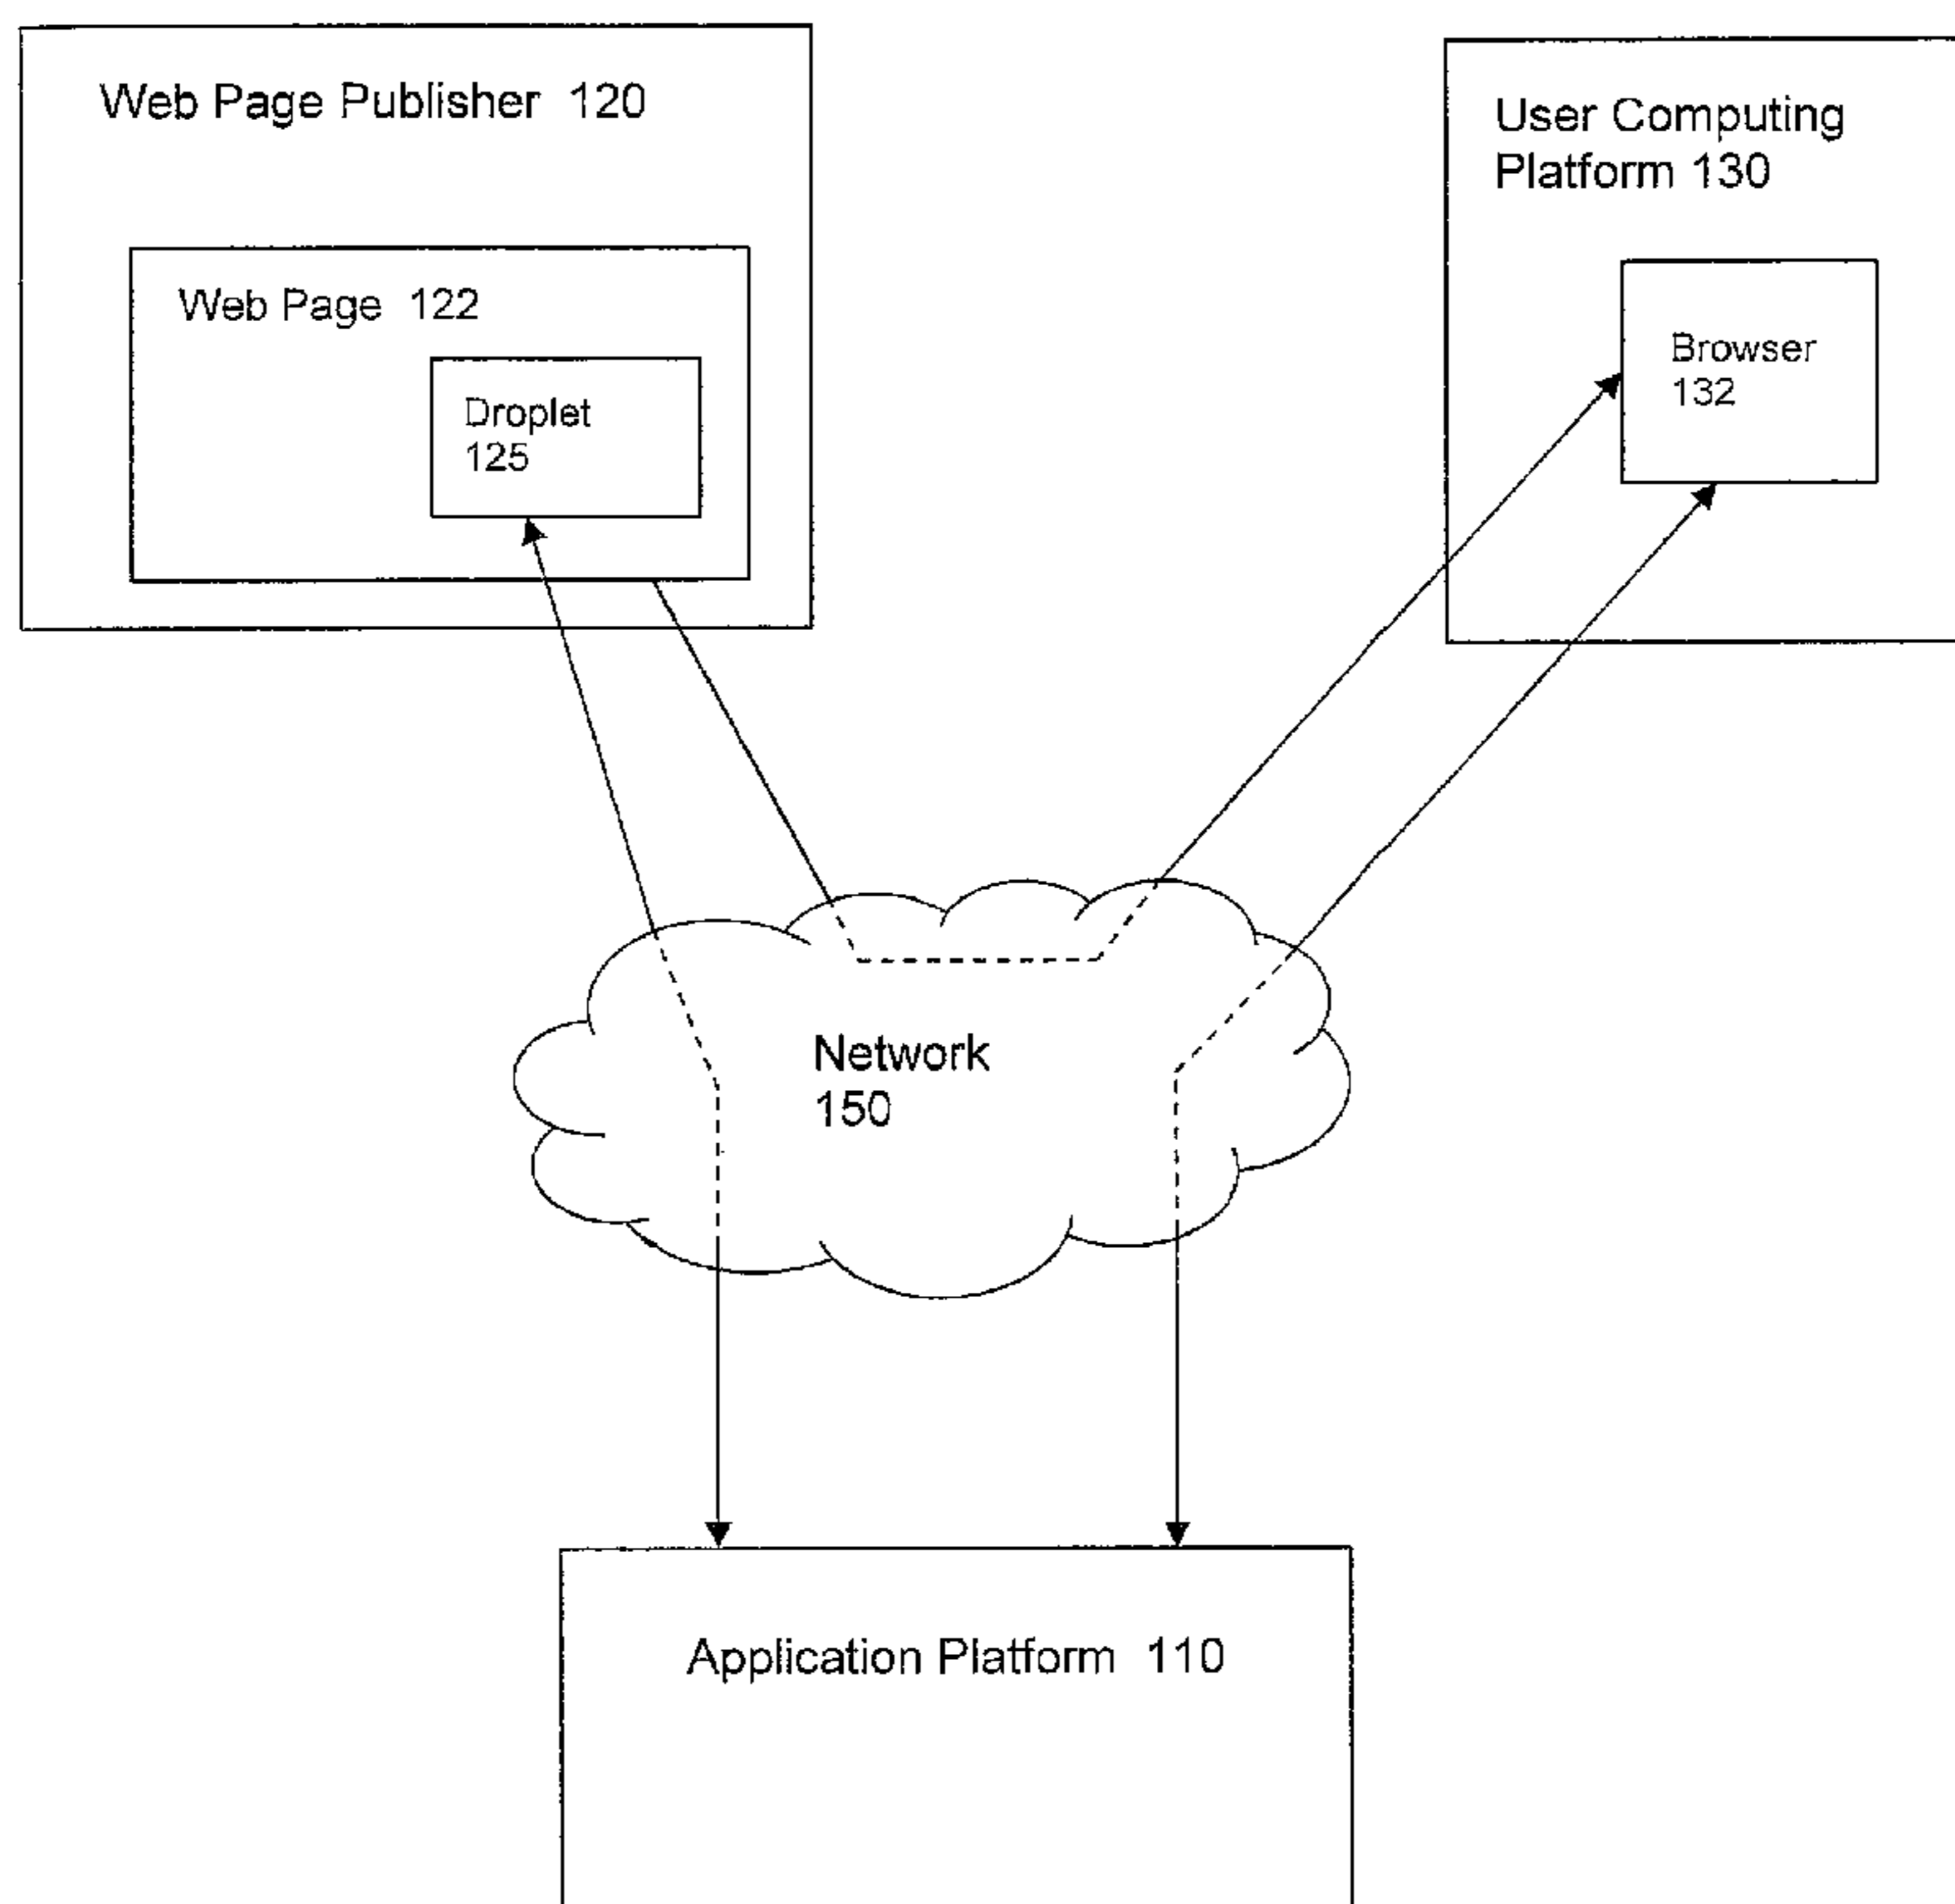 Web Page Publisher 120
Web Page 122
Droplet
125
User Computing
Platform 130
Browser
132
Network
150
Application Platform 110